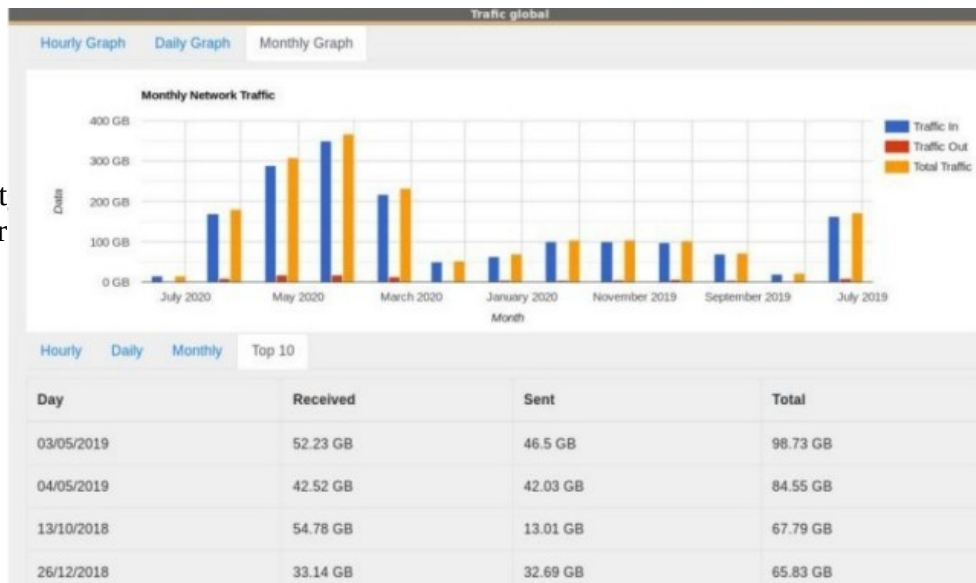 Trafic global
Hourly Graph Daily Graph Monthly Graph
Monthly Network Traffic
400 GB
300 GB
200 GB
100 GB
0 GB
Data
Traffic In
Traffic Out
Total Traffic
July 2020 May 2020 March 2020 January 2020 November 2019 September 2019 July 2019
Month
t
r
Hourly Daily Monthly Top 10
Day Received Sent Total
03/05/2019 52.23 GB 46.5 GB 98.73 GB
04/05/2019 42.52 GB 42.03 GB 84.55 GB
13/10/2018 54.78 GB 13.01 GB 67.79 GB
26/12/2018 33.14 GB 32.69 GB 65.83 GB